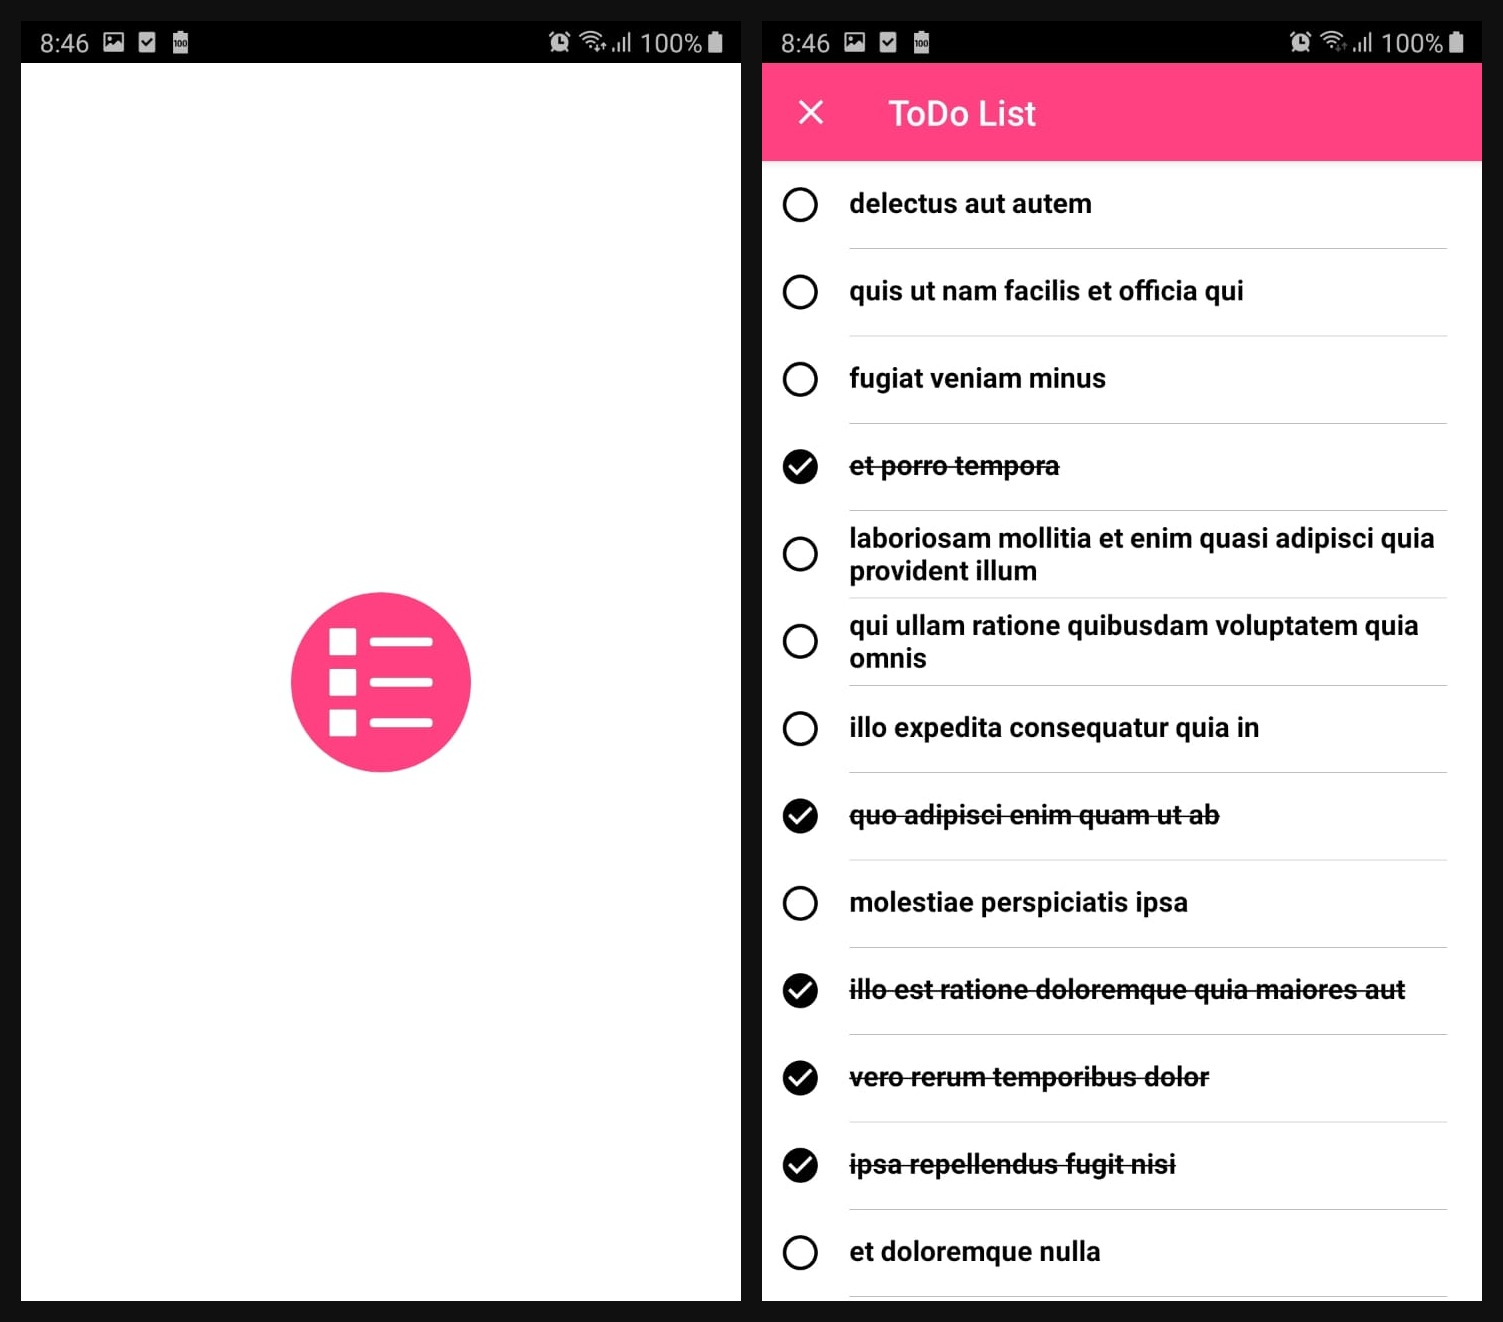 8:46 100 100%
8:46 100 100%
ToDo List
delectus aut autem
quis ut nam facilis et officia qui
fugiat veniam minus
et porro tempora
laboriosam mollitia et enim quasi adipisci quia
provident illum
qui ullam ratione quibusdam voluptatem quia
omnis
illo expedita consequatur quia in
quo adipisci enim quam ut ab
molestiae perspiciatis ipsa
illo est ratione doloremque quia maiores aut
vero rerum temporibus dolor
ipsa repellendus fugit nisi
et doloremque nulla